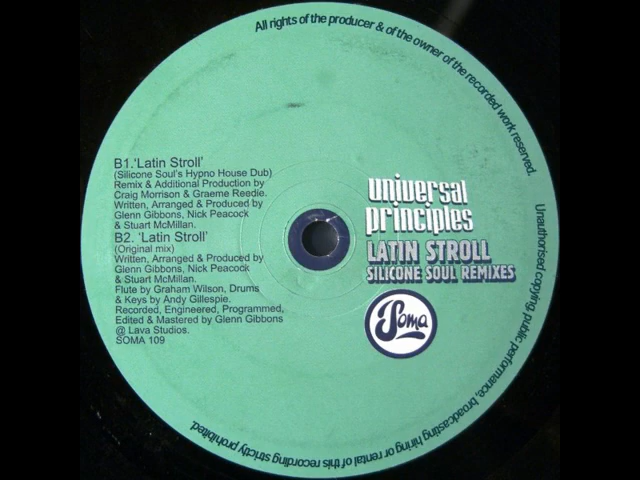 All rights of the producer & of the owner of the recorded work reserved.
Unauthorised copying, public performance, broadcasting hiring or rental of this recording strictly prohibited.
B1.'Latin Stroll'
(Silicone Soul's Hypno House Dub)
Remix & Additional Production by
Craig Morrison & Graeme Reedie.
Written, Arranged & Produced by
Glenn Gibbons, Nick Peacock
& Stuart McMillan.
B2. 'Latin Stroll'
(Original mix)
Written, Arranged & Produced by
Glenn Gibbons, Nick Peacock
& Stuart McMillan.
Flute by Graham Wilson, Drums
& Keys by Andy Gillespie.
Recorded, Engineered, Programmed,
Edited & Mastered by Glenn Gibbons
@ Lava Studios.
SOMA 109
universal
principles
LATIN STROLL
SILICONE SOUL REMIXES
Soma